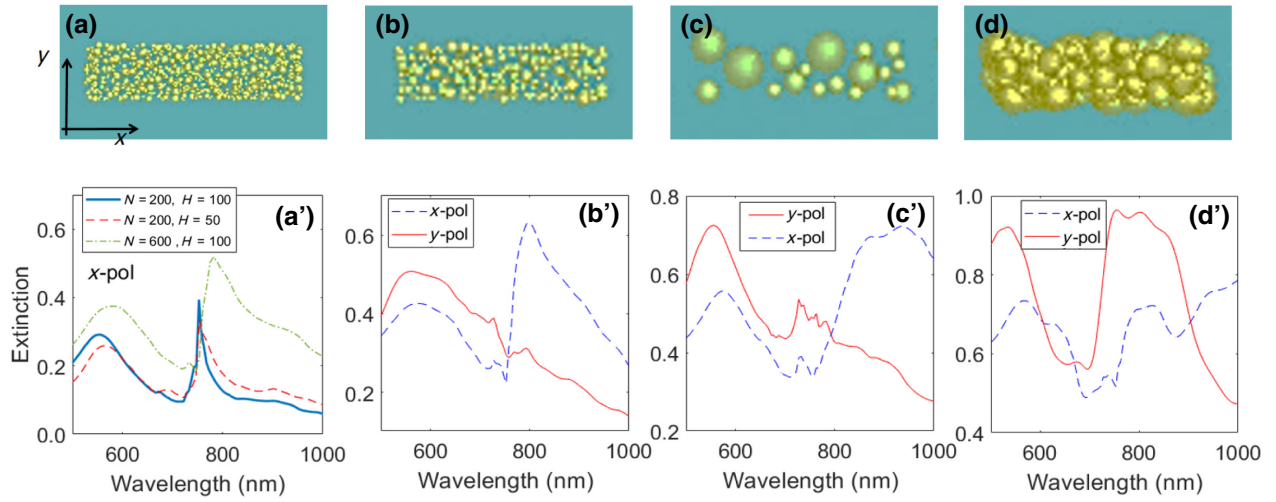 (a) (b) (c) (d)
y
x
N = 200, H = 100
N = 200, H = 50
N = 600 , H = 100
(a')
x-pol
x-pol
y-pol
(b')
y-pol
x-pol
(c')
x-pol
y-pol
(d')
Extinction
0.6
0.4
0.2
0.0
0.6
0.4
0.2
0.8
0.6
0.4
0.2
1.0
0.8
0.6
0.4
600 800 1000 600 800 1000 600 800 1000 600 800 1000
Wavelength (nm) Wavelength (nm) Wavelength (nm) Wavelength (nm)